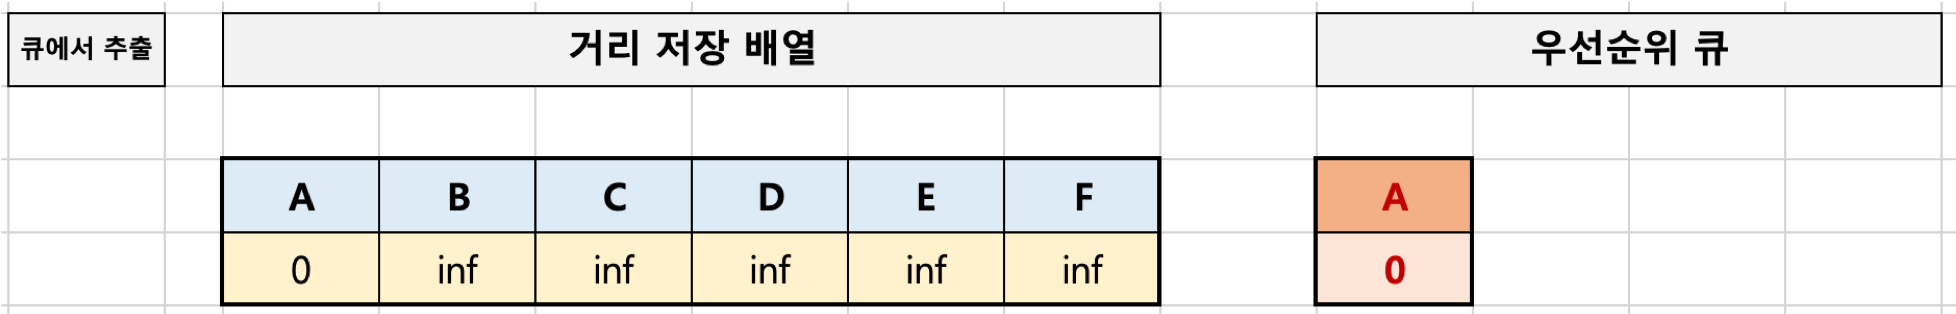 큐에서 추출 거리 저장 배열 우선순위 큐
A B C D E F A
0 inf inf inf inf inf 0